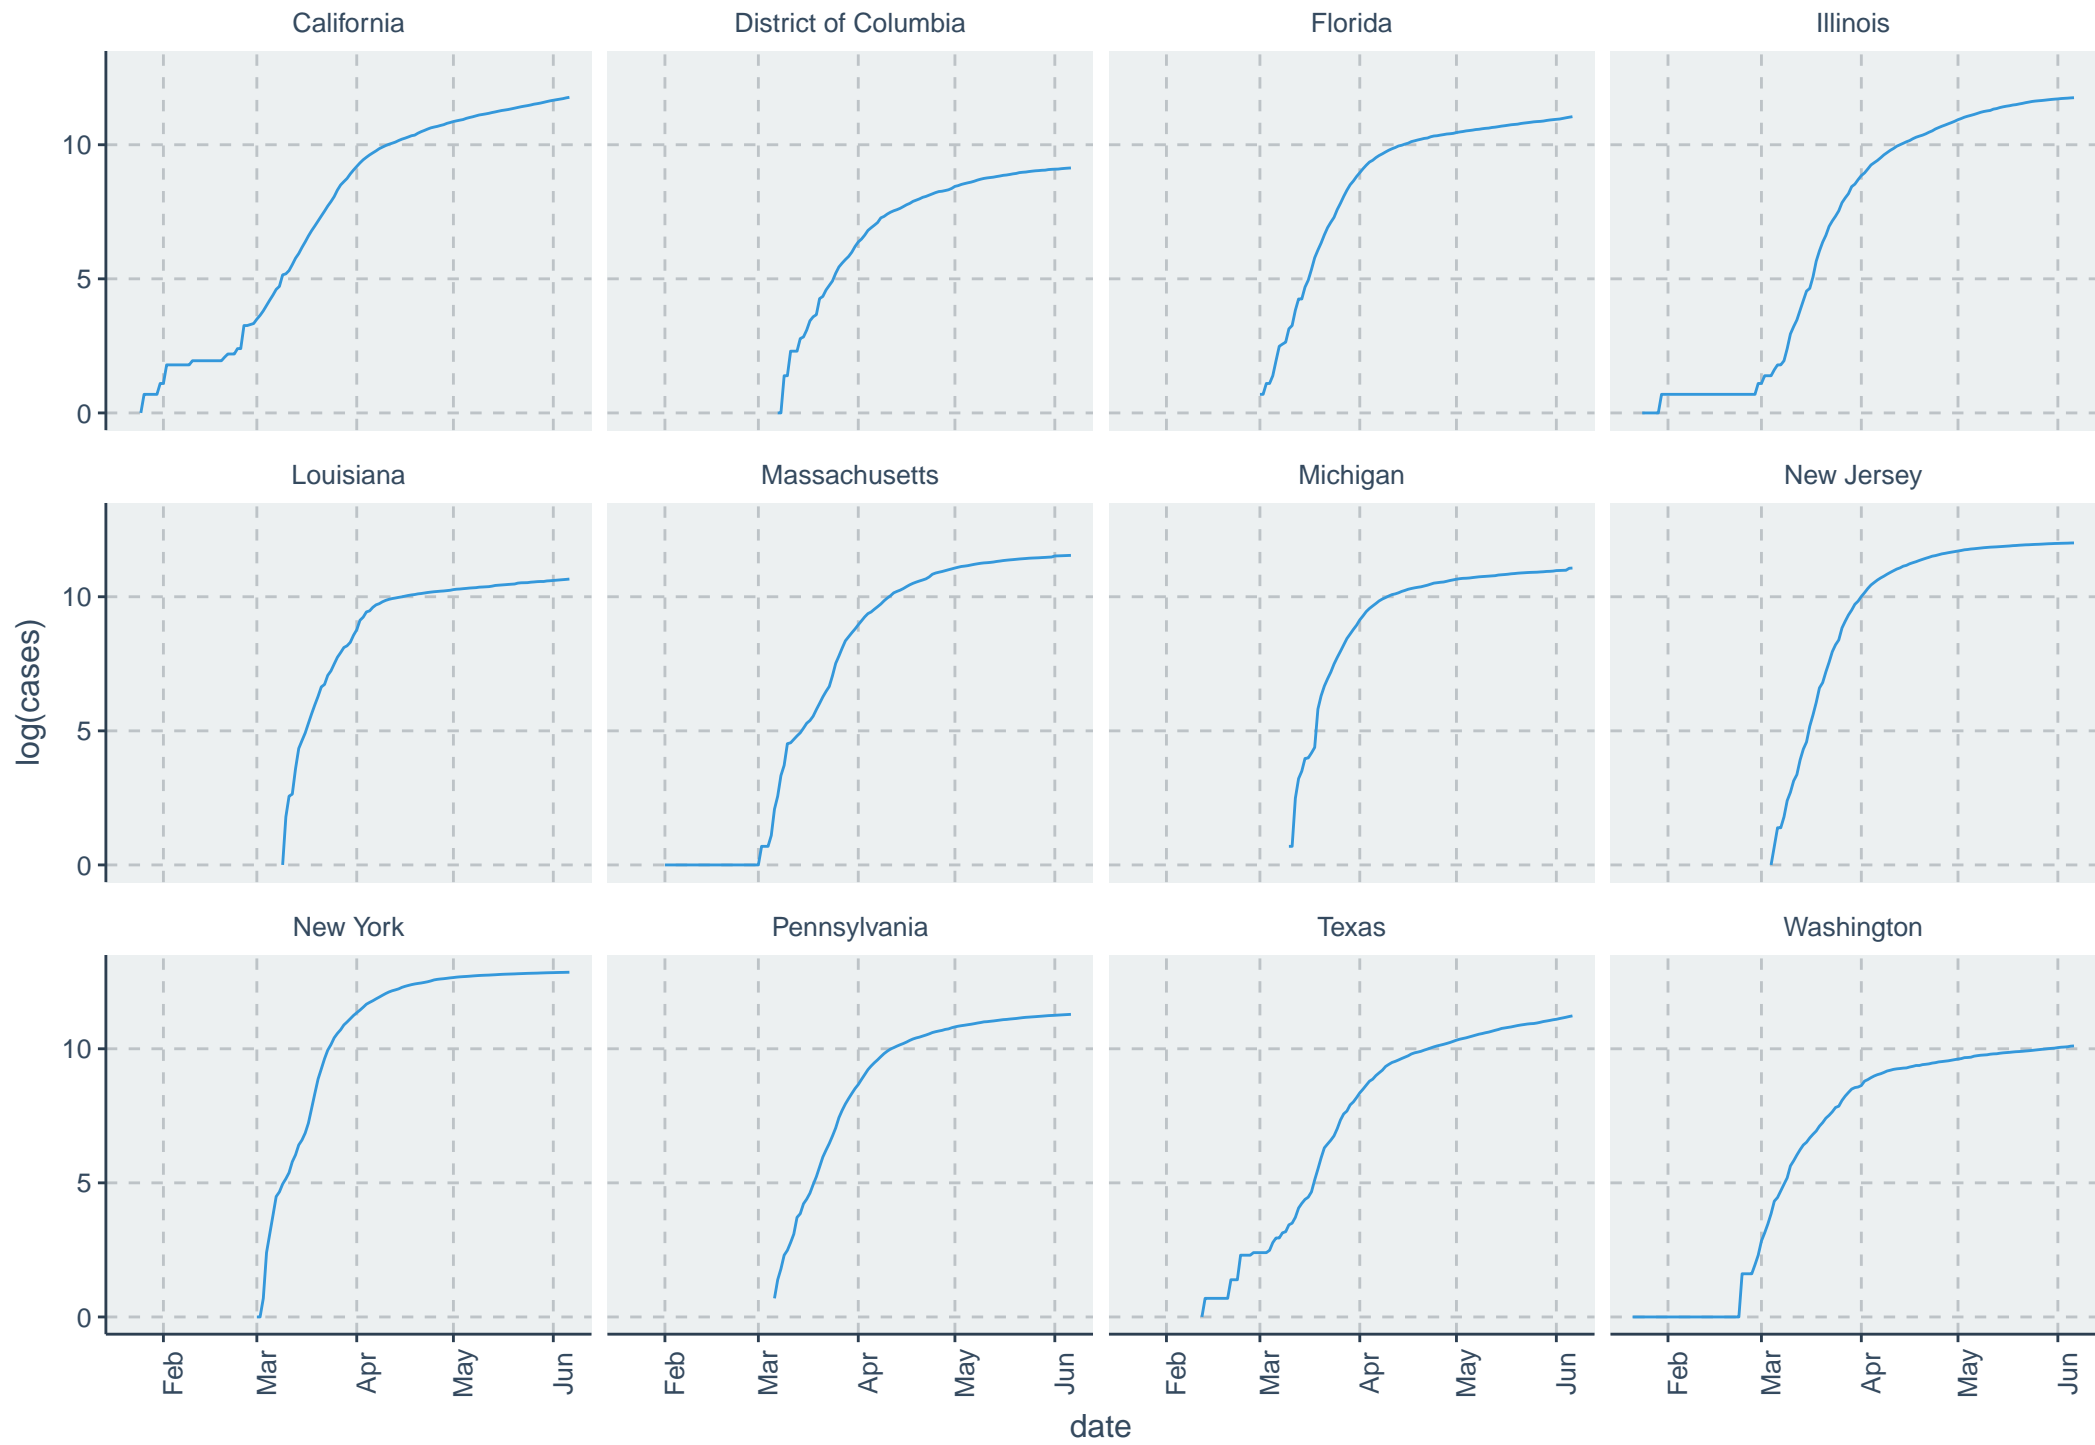 California District of Columbia Florida Illinois
10
5
0
Louisiana Massachusetts Michigan New Jersey
10
5
0
log(cases)
New York Pennsylvania Texas Washington
10
5
0
Feb Mar Apr May Jun Feb Mar Apr May Jun Feb Mar Apr May Jun Feb Mar Apr May Jun
date